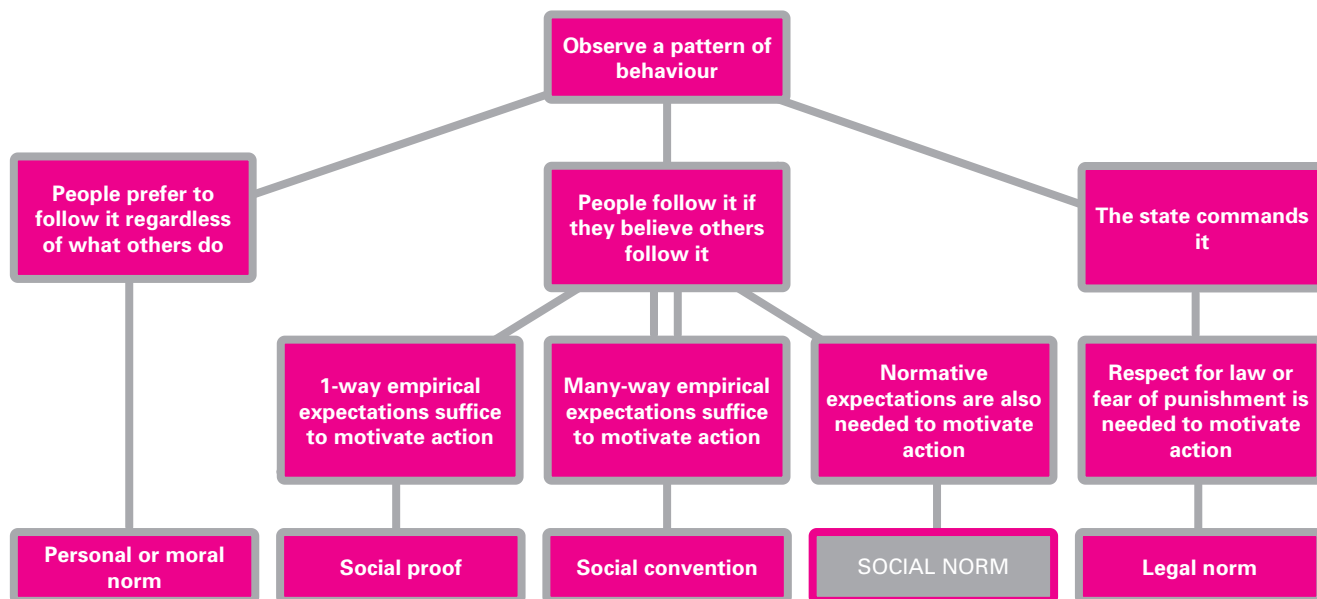 Observe a pattern of
behaviour
People prefer to
follow it regardless
of what others do
People follow it if
they believe others
follow it
The state commands
it
1-way empirical
expectations suffice
to motivate action
Many-way empirical
expectations suffice
to motivate action
Normative
expectations are also
needed to motivate
action
Respect for law or
fear of punishment is
needed to motivate
action
Personal or moral
norm
Social proof
Social convention
SOCIAL NORM
Legal norm